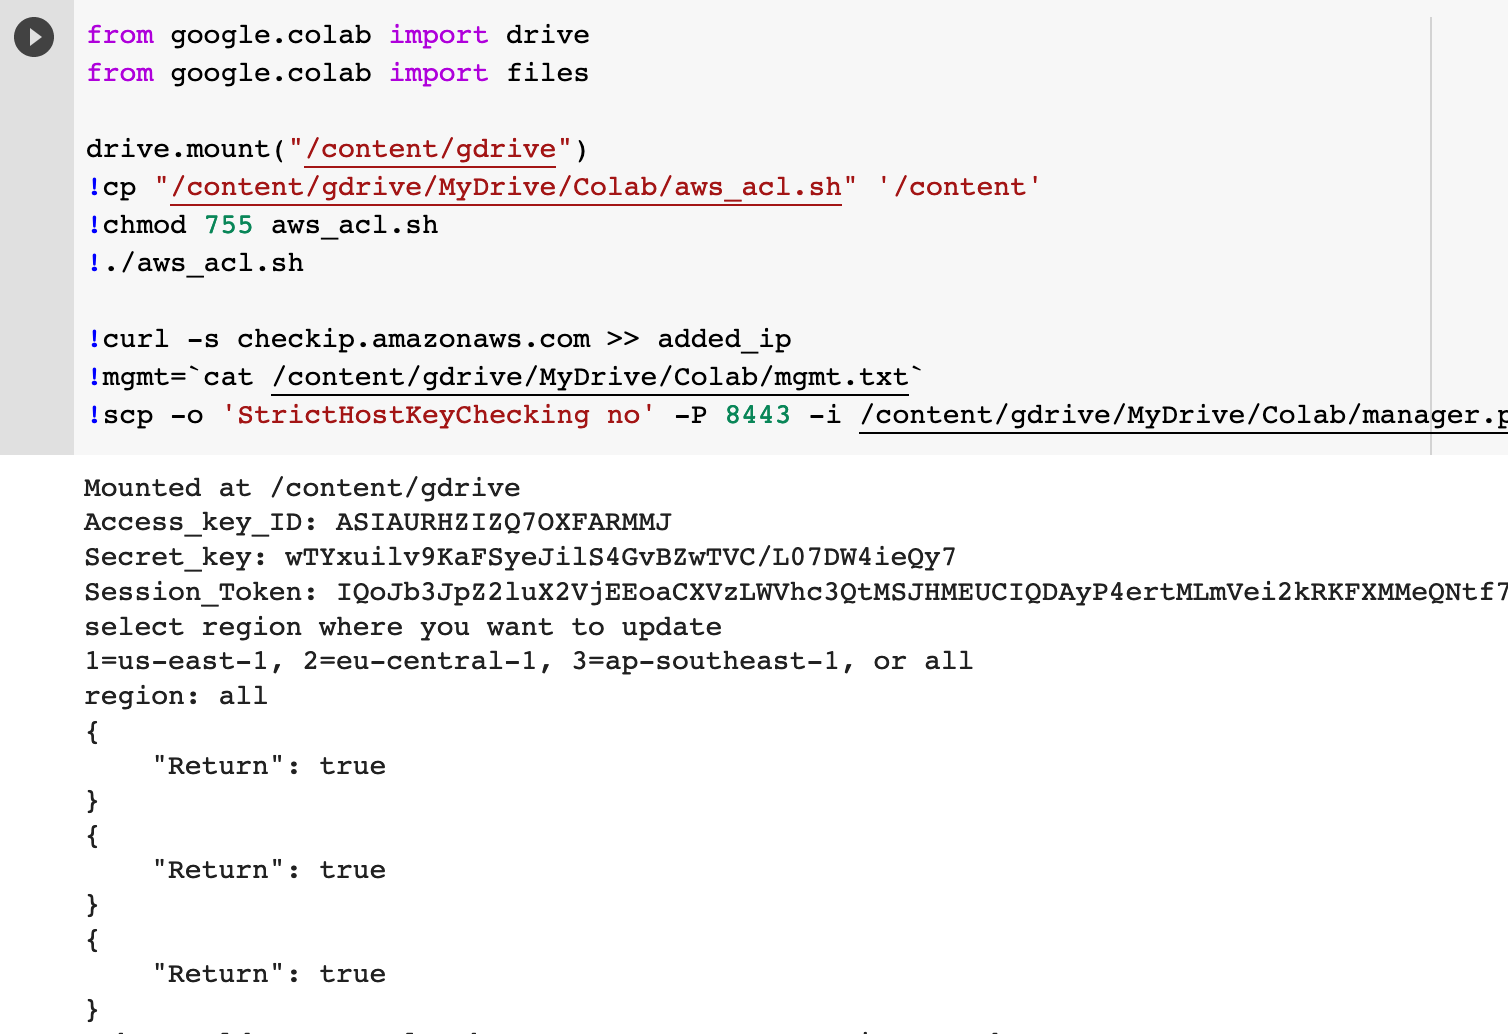 from google.colab import drive
from google.colab import files
drive.mount("/content/gdrive")
!cp "/content/gdrive/MyDrive/Colab/aws_acl.sh" '/content'
!chmod 755 aws_acl.sh
!./aws_acl.sh
!curl -s checkip.amazonaws.com >> added_ip
!mgmt=`cat /content/gdrive/MyDrive/Colab/mgmt.txt`
!scp -o 'StrictHostKeyChecking no' -P 8443 -i /content/gdrive/MyDrive/Colab/manager.p
Mounted at /content/gdrive
Access_key_ID: ASIAURHZIZQ7OXFARMMJ
Secret_key: wTYxuilv9KaFSyeJilS4GvBZwTVC/L07DW4ieQy7
Session_Token: IQoJb3JpZ2luX2VjEEoaCXVzLWVhc3QtMSJHMEUCIQDAyP4ertMLmVei2kRKFXMMeQNtf7
select region where you want to update
1=us-east-1, 2=eu-central-1, 3=ap-southeast-1, or all
region: all
{
    "Return": true
}
{
    "Return": true
}
{
    "Return": true
}